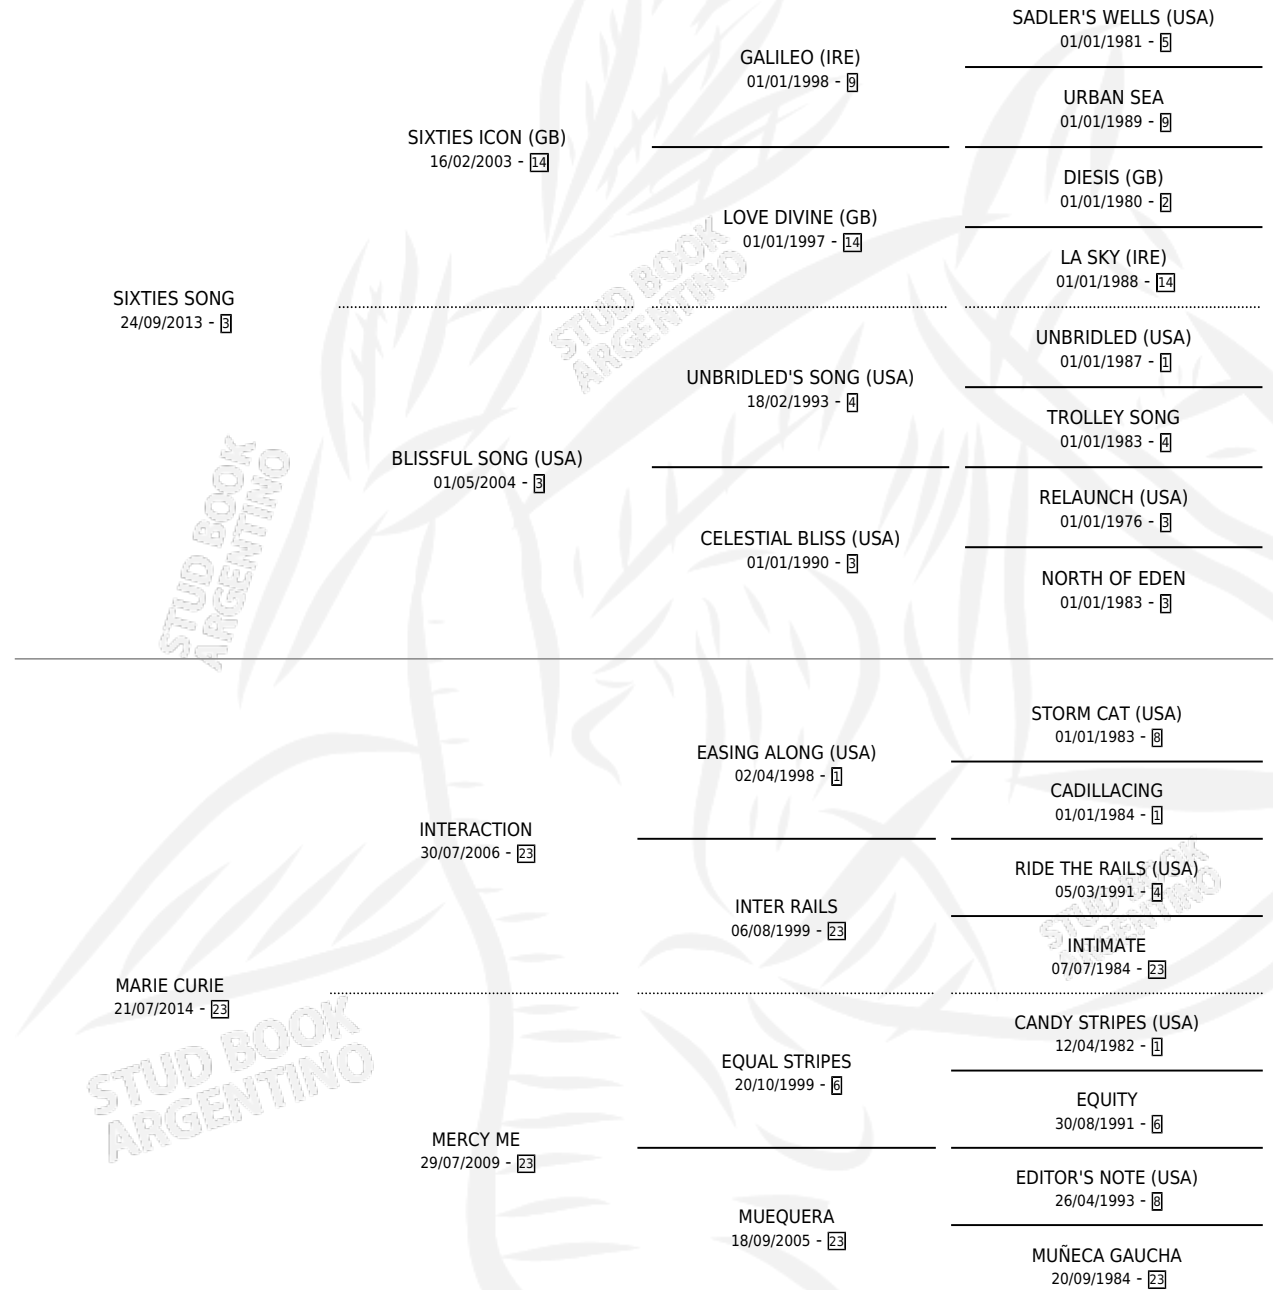 SADLER'S WELLS (USA)
01/01/1981 - 5
GALILEO (IRE)
01/01/1998 - 9
URBAN SEA
01/01/1989 - 9
SIXTIES ICON (GB)
16/02/2003 - 14
DIESIS (GB)
01/01/1980 - 2
LOVE DIVINE (GB)
01/01/1997 - 14
LA SKY (IRE)
01/01/1988 - 14
SIXTIES SONG
24/09/2013 - 3
STUD BOOK
ARGENTINO
UNBRIDLED (USA)
01/01/1987 - 1
UNBRIDLED'S SONG (USA)
18/02/1993 - 4
TROLLEY SONG
01/01/1983 - 4
BLISSFUL SONG (USA)
01/05/2004 - 3
RELAUNCH (USA)
01/01/1976 - 3
CELESTIAL BLISS (USA)
01/01/1990 - 3
NORTH OF EDEN
01/01/1983 - 3
STUD BOOK
ARGENTINO
STORM CAT (USA)
01/01/1983 - 8
EASING ALONG (USA)
02/04/1998 - 1
CADILLACING
01/01/1984 - 1
INTERACTION
30/07/2006 - 23
RIDE THE RAILS (USA)
05/03/1991 - 4
INTER RAILS
06/08/1999 - 23
INTIMATE
07/07/1984 - 23
STUD BOOK
ARGENTINO
MARIE CURIE
21/07/2014 - 23
CANDY STRIPES (USA)
12/04/1982 - 1
EQUAL STRIPES
20/10/1999 - 6
EQUITY
30/08/1991 - 6
STUD BOOK
ARGENTINO
MERCY ME
29/07/2009 - 23
EDITOR'S NOTE (USA)
26/04/1993 - 8
MUEQUERA
18/09/2005 - 23
MUÑECA GAUCHA
20/09/1984 - 23